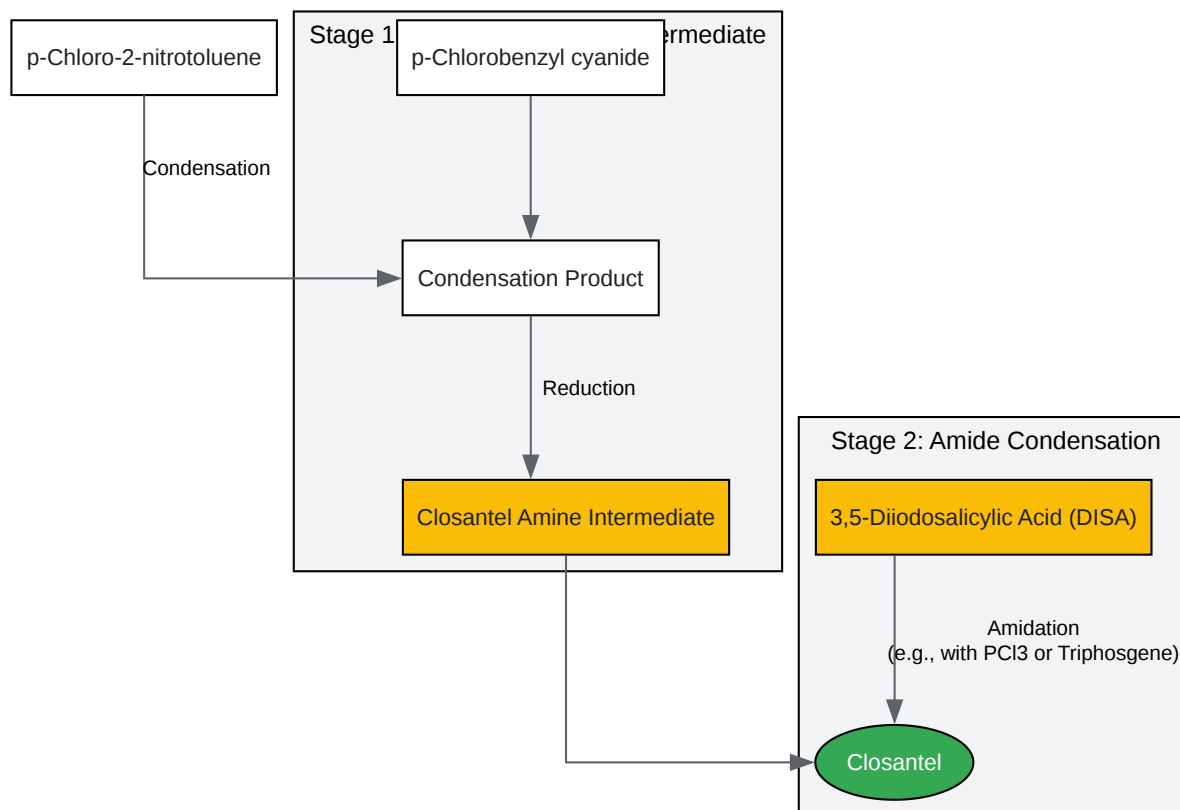 p-Chloro-2-nitrotoluene
Stage 1
ermediate
p-Chlorobenzyl cyanide
Condensation
Condensation Product
Reduction
Closantel Amine Intermediate
Stage 2: Amide Condensation
3,5-Diiodosalicylic Acid (DISA)
Amidation
(e.g., with PCl3 or Triphosgene)
Closantel